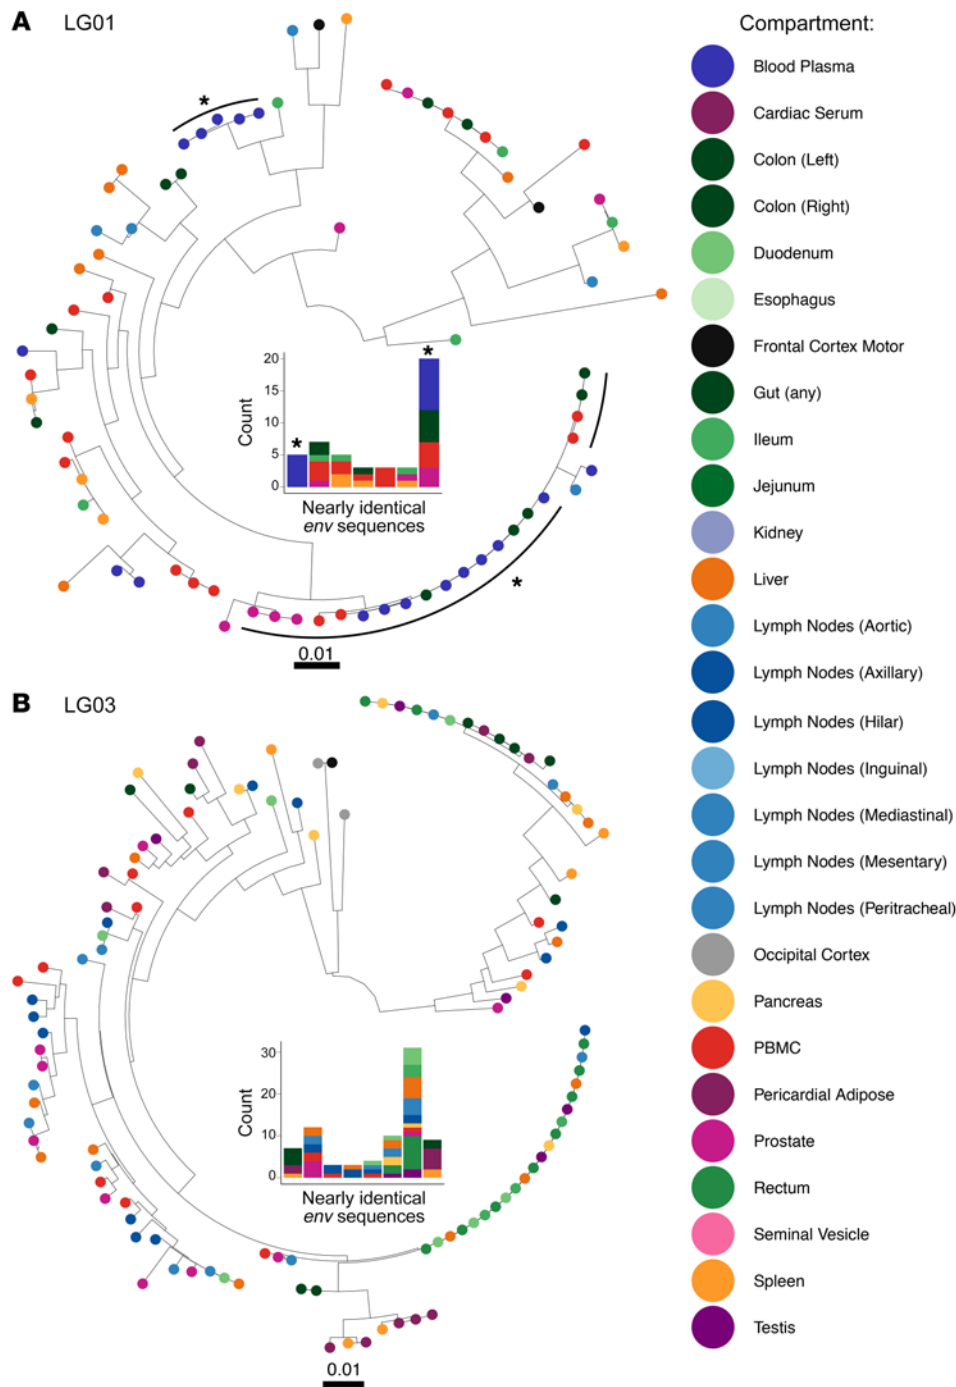 A LG01
*
20
15
10
5
0
Count
*
*
Nearly identical
env sequences
*
0.01
B LG03
30
20
10
0
Count
Nearly identical
env sequences
0.01
Compartment:
Blood Plasma
Cardiac Serum
Colon (Left)
Colon (Right)
Duodenum
Esophagus
Frontal Cortex Motor
Gut (any)
Ileum
Jejunum
Kidney
Liver
Lymph Nodes (Aortic)
Lymph Nodes (Axillary)
Lymph Nodes (Hilar)
Lymph Nodes (Inguinal)
Lymph Nodes (Mediastinal)
Lymph Nodes (Mesentary)
Lymph Nodes (Peritracheal)
Occipital Cortex
Pancreas
PBMC
Pericardial Adipose
Prostate
Rectum
Seminal Vesicle
Spleen
Testis